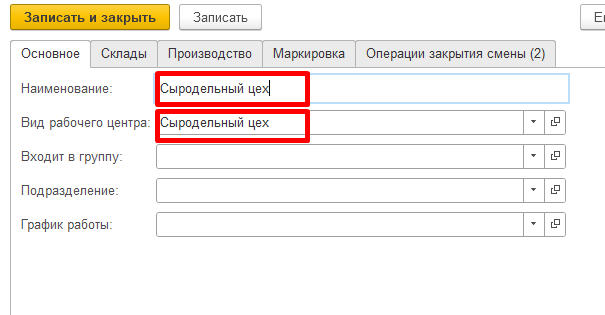 Записать и закрыть Записать
Основное Склады Производство Маркировка Операции закрытия смены (2)
Наименование: Сыродельный цех
Вид рабочего центра: Сыродельный цех
Входит в группу:
Подразделение:
График работы: